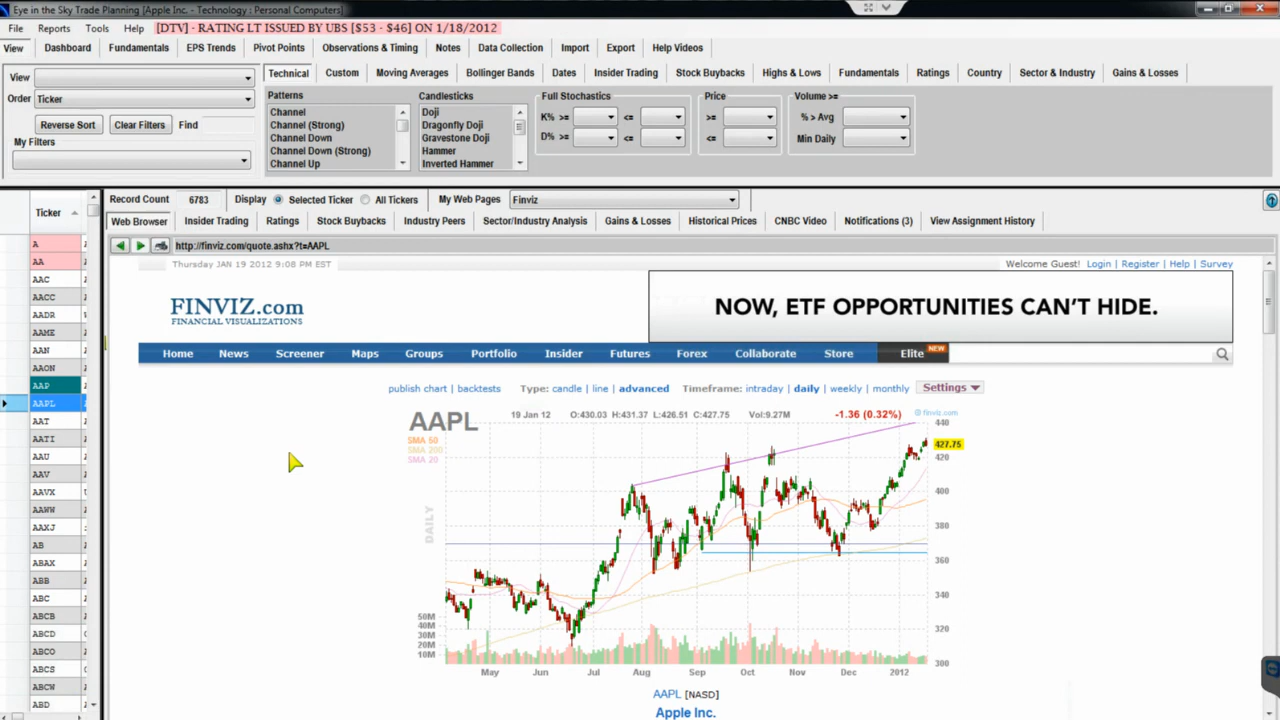 Eye in the Sky Trade Planning [Apple Inc. - Technology : Personal Computers]
File Reports Tools Help [DTV] - RATING LT ISSUED BY UBS [$53 - $46] ON 1/18/2012
View Dashboard Fundamentals EPS Trends Pivot Points Observations & Timing Notes Data Collection Import Export Help Videos
View
Order Ticker
Reverse Sort Clear Filters Find
My Filters
Technical Custom Moving Averages Bollinger Bands Dates Insider Trading Stock Buybacks Highs & Lows Fundamentals Ratings Country Sector & Industry Gains & Losses
Patterns
Channel
Channel (Strong)
Channel Down
Channel Down (Strong)
Channel Up
Candlesticks
Doji
Dragonfly Doji
Gravestone Doji
Hammer
Inverted Hammer
Full Stochastics
K% >= <=
D% >= <=
Price
>=
<=
Volume >=
% > Avg
Min Daily
Ticker
A
AA
AAC
AACC
AADR
AAME
AAN
AAON
AAP
AAPL
AAT
AATI
AAU
AAV
AAVX
AAWW
AAXJ
AB
ABAX
ABB
ABC
ABCB
ABCD
ABCO
ABCS
ABCW
ABD
Record Count 6783 Display Selected Ticker All Tickers My Web Pages Finviz
Web Browser Insider Trading Ratings Stock Buybacks Industry Peers Sector/Industry Analysis Gains & Losses Historical Prices CNBC Video Notifications (3) View Assignment History
http://finviz.com/quote.ashx?t=AAPL
Thursday JAN 19 2012 9:08 PM EST
Welcome Guest! Login | Register | Help | Survey
FINVIZ.com
FINANCIAL VISUALIZATIONS
NOW, ETF OPPORTUNITIES CAN'T HIDE.
Home News Screener Maps Groups Portfolio Insider Futures Forex Collaborate Store Elite NEW
publish chart | backtests Type: candle | line | advanced Timeframe: intraday | daily | weekly | monthly Settings
AAPL
19 Jan 12 O:430.03 H:431.37 L:426.51 C:427.75 Vol:9.27M -1.36 (0.32%) © finviz.com
SMA 50
SMA 200
SMA 20
DAILY
440
427.75
420
400
380
360
340
320
300
50M
40M
30M
20M
10M
May Jun Jul Aug Sep Oct Nov Dec 2012
AAPL [NASD]
Apple Inc.